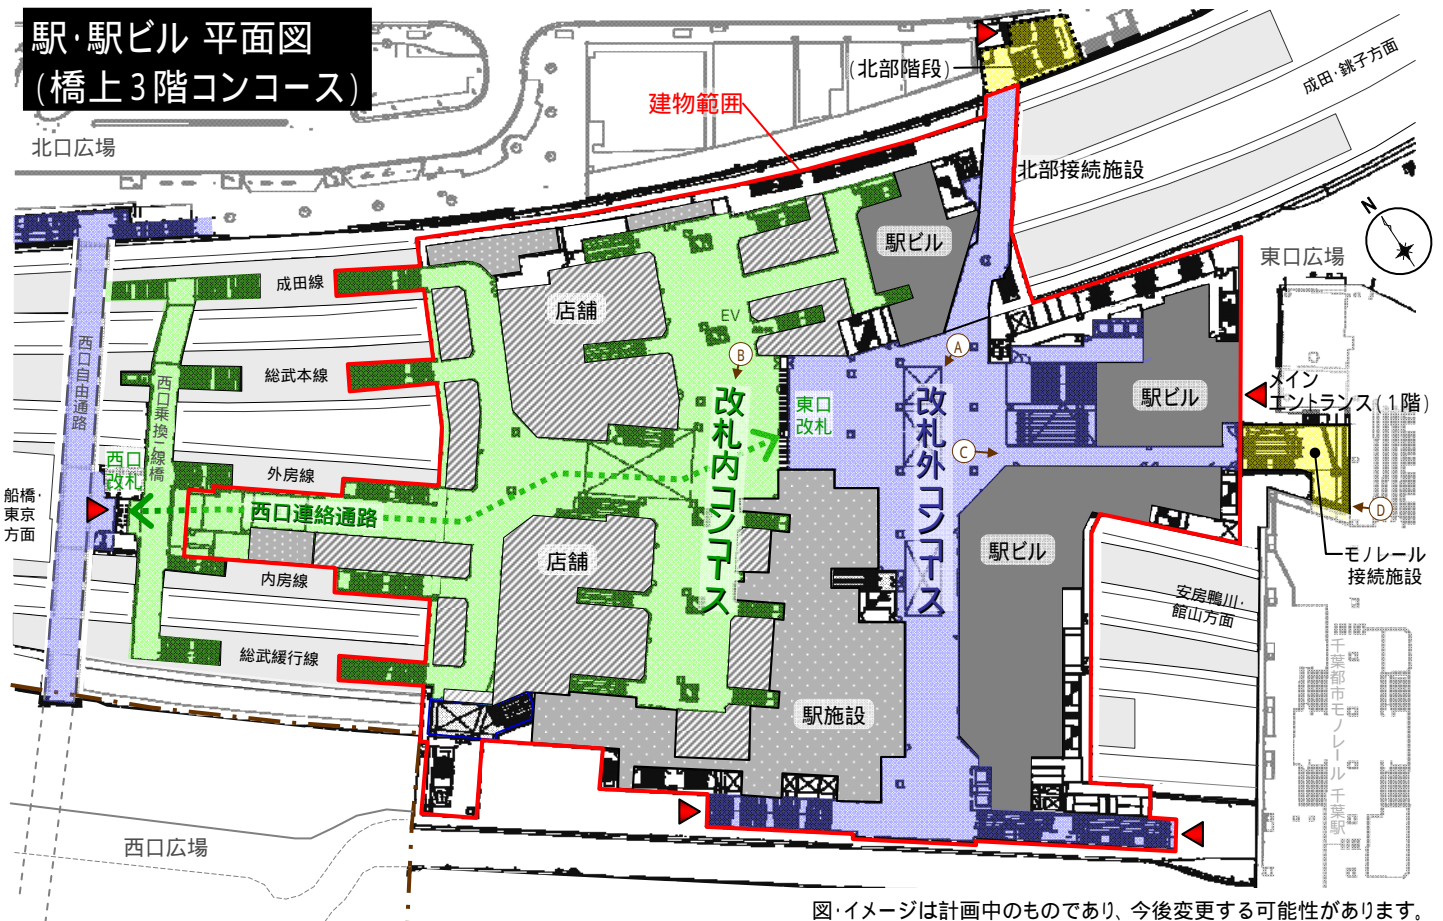 駅・駅ビル 平面図
(橋上3階コンコース)
北口広場
建物範囲
(北部階段)
成田・銚子方面
北部接続施設
N
東口広場
駅ビル
成田線
店舗
EV
B
A
総武本線
西口自由通路
西口乗換こ線橋
改札内コンコース
東口
改札
改札外コンコース
駅ビル
メイン
エントランス(1階)
C
西口
改札
外房線
船橋・
東京
方面
西口連絡通路
D
モノレール
接続施設
店舗
駅ビル
内房線
安房鴨川・
館山方面
総武緩行線
駅施設
千葉都市モノレール 千葉駅
西口広場
図・イメージは計画中のものであり、今後変更する可能性があります。